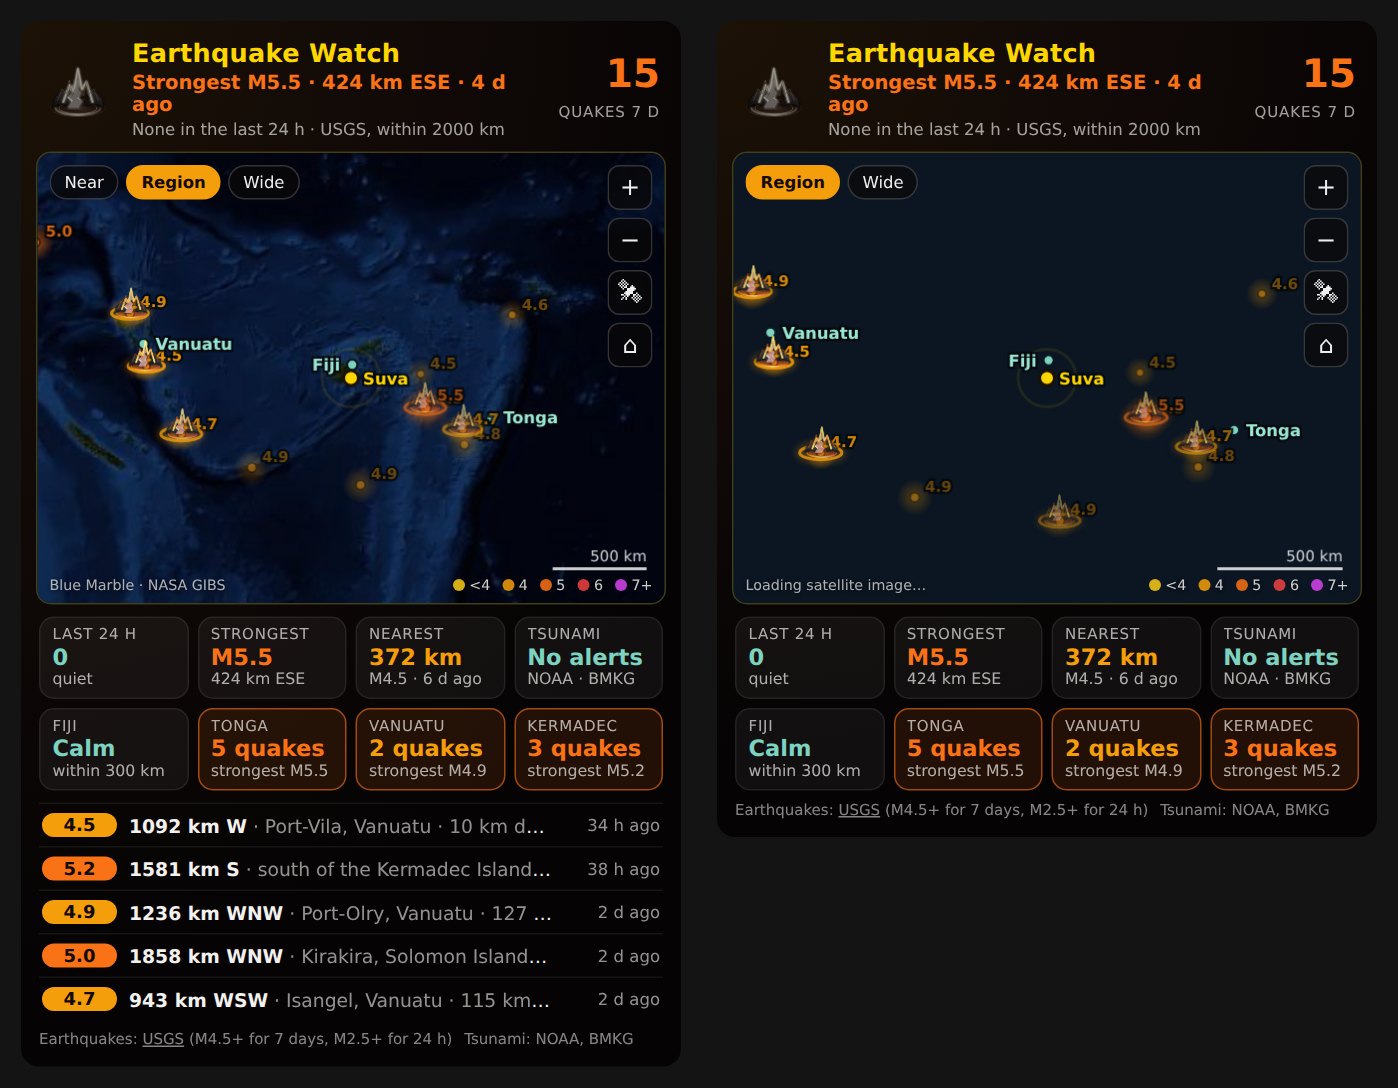 Earthquake Watch
Strongest M5.5 · 424 km ESE · 4 d
ago
None in the last 24 h · USGS, within 2000 km
15
QUAKES 7 D
Near
Region
Wide
+
−
5.0
4.9
4.6
Vanuatu
4.5
Fiji
4.5
Suva
5.5
4.7
4.7
Tonga
4.8
4.9
4.9
500 km
Blue Marble · NASA GIBS
<4
4
5
6
7+
LAST 24 H
0
quiet
STRONGEST
M5.5
424 km ESE
NEAREST
372 km
M4.5 · 6 d ago
TSUNAMI
No alerts
NOAA · BMKG
FIJI
Calm
within 300 km
TONGA
5 quakes
strongest M5.5
VANUATU
2 quakes
strongest M4.9
KERMADEC
3 quakes
strongest M5.2
4.5 1092 km W · Port-Vila, Vanuatu · 10 km d... 34 h ago
5.2 1581 km S · south of the Kermadec Island... 38 h ago
4.9 1236 km WNW · Port-Olry, Vanuatu · 127 ... 2 d ago
5.0 1858 km WNW · Kirakira, Solomon Island... 2 d ago
4.7 943 km WSW · Isangel, Vanuatu · 115 km... 2 d ago
Earthquakes: USGS (M4.5+ for 7 days, M2.5+ for 24 h) Tsunami: NOAA, BMKG
Earthquake Watch
Strongest M5.5 · 424 km ESE · 4 d
ago
None in the last 24 h · USGS, within 2000 km
15
QUAKES 7 D
Region
Wide
+
−
4.9
4.6
Vanuatu
4.5
Fiji
4.5
Suva
5.5
4.7
Tonga
4.7
4.8
4.9
4.9
500 km
Loading satellite image...
<4
4
5
6
7+
LAST 24 H
0
quiet
STRONGEST
M5.5
424 km ESE
NEAREST
372 km
M4.5 · 6 d ago
TSUNAMI
No alerts
NOAA · BMKG
FIJI
Calm
within 300 km
TONGA
5 quakes
strongest M5.5
VANUATU
2 quakes
strongest M4.9
KERMADEC
3 quakes
strongest M5.2
Earthquakes: USGS (M4.5+ for 7 days, M2.5+ for 24 h) Tsunami: NOAA, BMKG